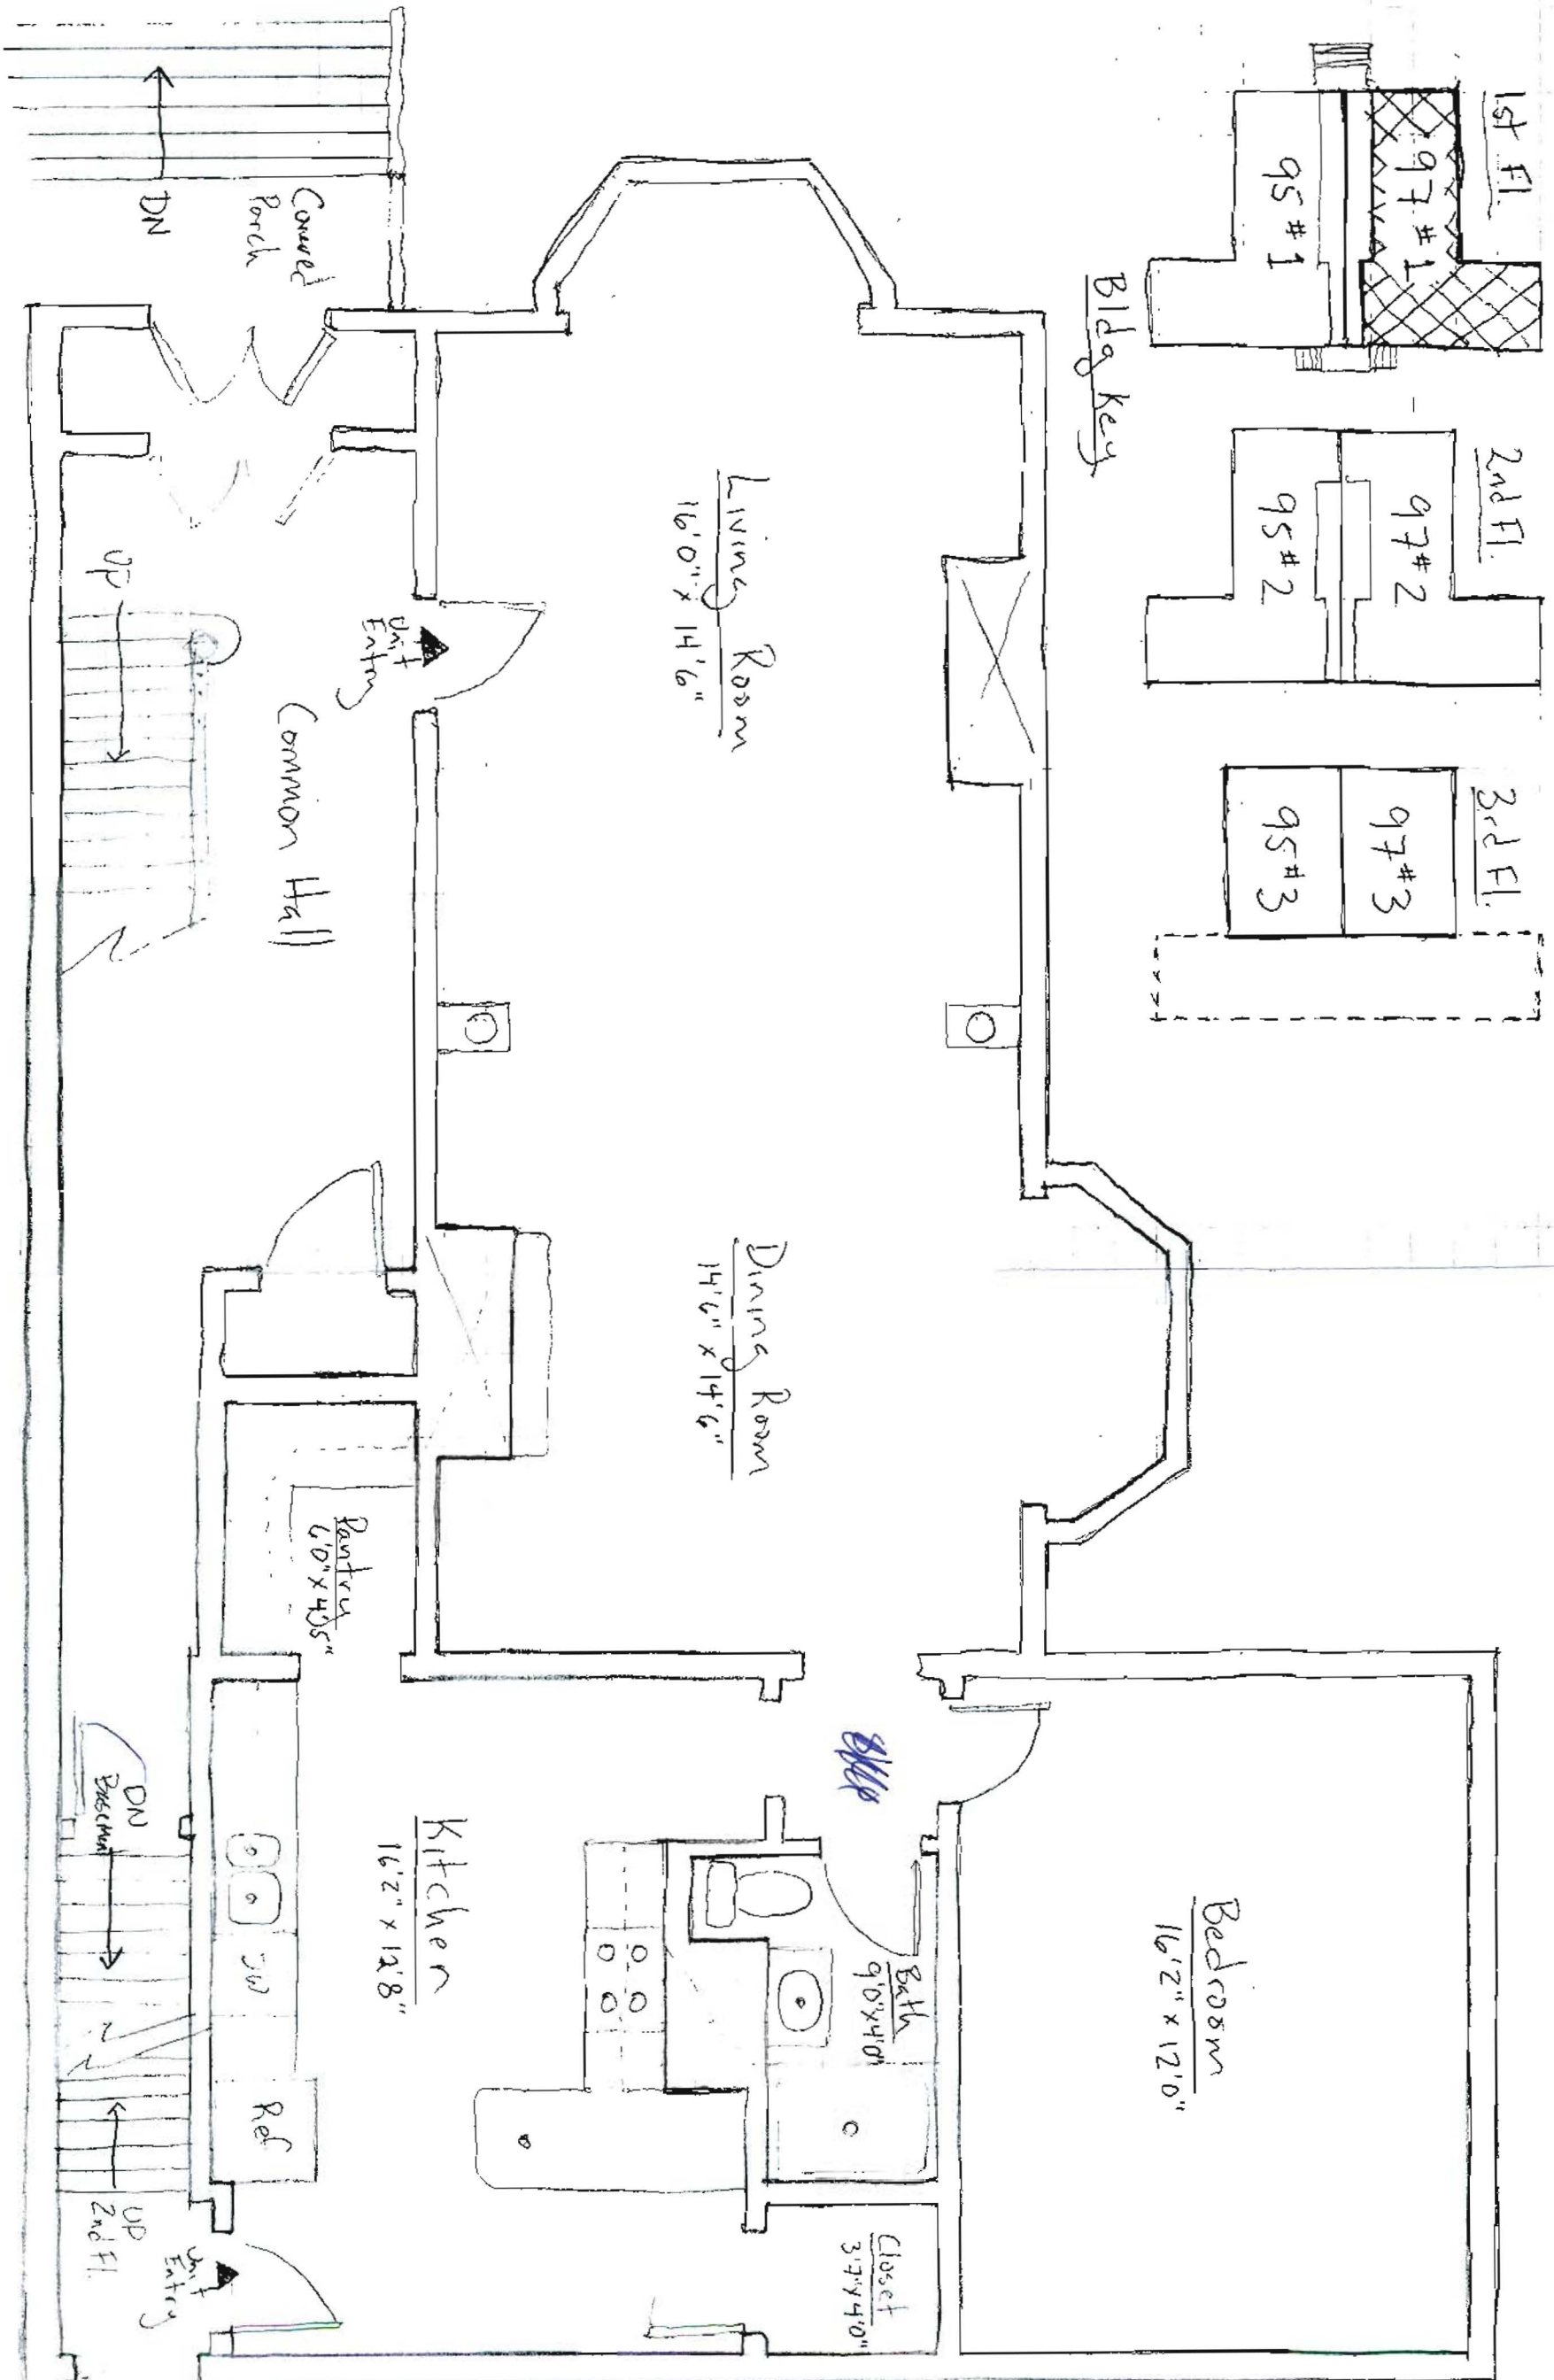 1st Fl.
97 #1
95 #1
2nd Fl.
97 #2
95 #2
3rd Fl.
97 #3
95 #3
Bldg Key
Covered
Porch
DN
Living Room
16'0" x 14'6"
Unit
Entry
UP
Common Hall
Dining Room
14'6" x 14'6"
Pantry
6'0" x 4'5"
Kitchen
16'2" x 12'8"
DW
Ref
Bath
9'0" x 4'0"
Bedroom
16'2" x 12'0"
Closet
3'7" x 4'0"
DN
Basement
UP
2nd Fl.
Unit
Entry